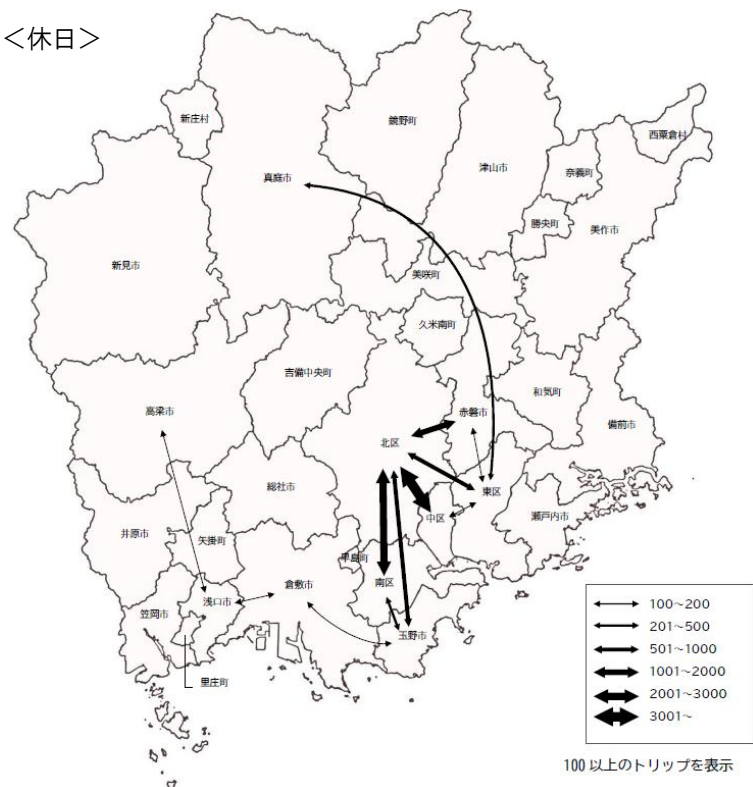 ＜休日＞
新庄村
真庭市
鏡野町
津山市
西粟倉村
奈義町
勝央町
美作市
新見市
美咲町
久米南町
吉備中央町
高梁市
赤磐市
和気町
備前市
北区
総社市
東区
中区
瀬戸内市
井原市
矢掛町
早島町
倉敷市
南区
浅口市
笠岡市
玉野市
里庄町
100～200
201～500
501～1000
1001～2000
2001～3000
3001～
100 以上のトリップを表示